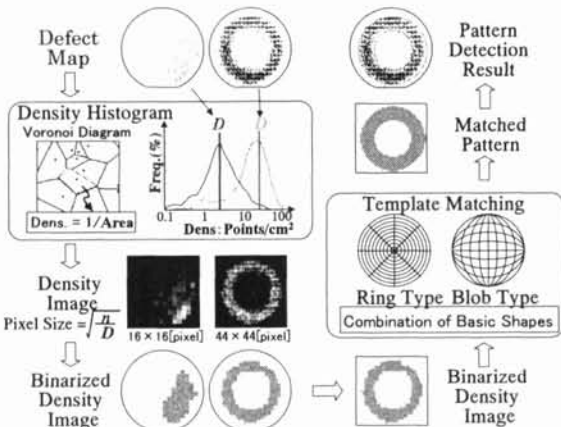 Defect
Map
Density Histogram
Voronoi Diagram
Dens. = 1/Area
Freq.(%)
D
D
0.1
1
10
100
Dens: Points/cm²
Density
Image
Pixel Size = √n/D
16 × 16[pixel]
44 × 44[pixel]
Binarized
Density
Image
Pattern
Detection
Result
Matched
Pattern
Template Matching
Ring Type
Blob Type
Combination of Basic Shapes
Binarized
Density
Image